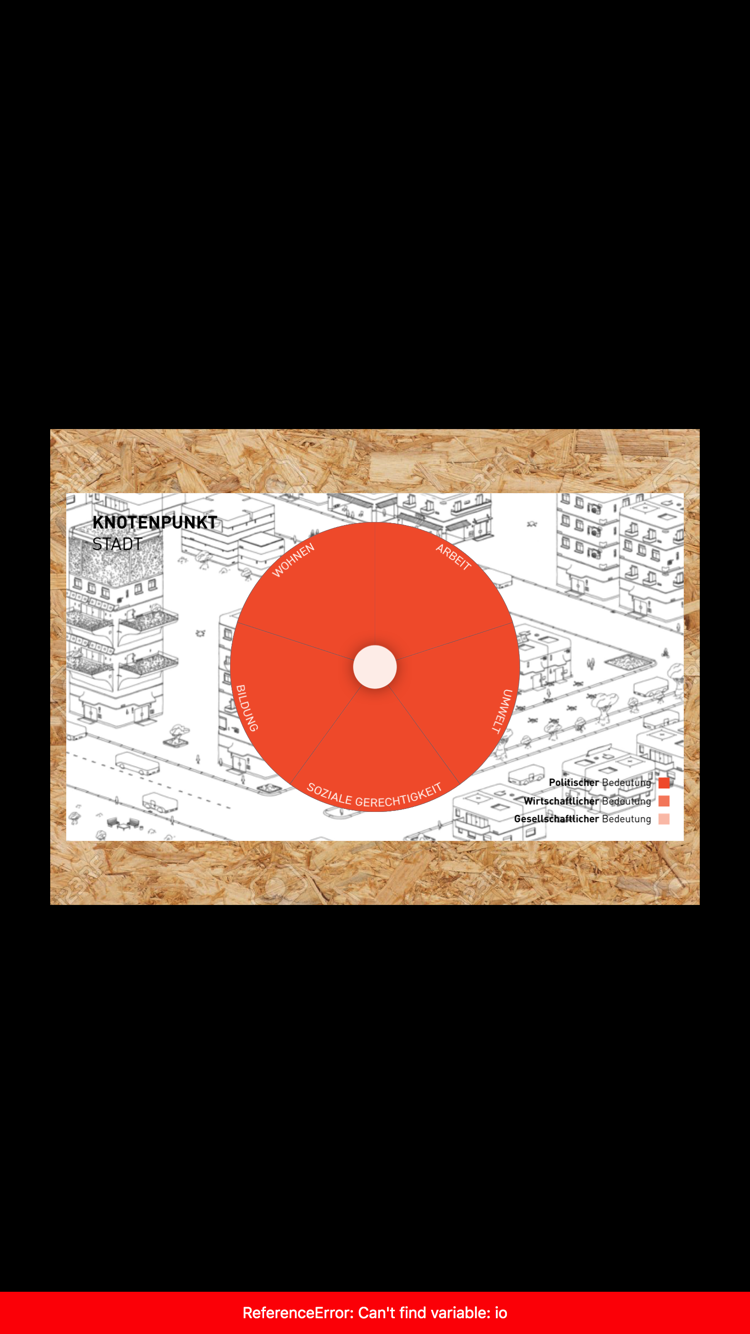 KNOTENPUNKT
STADT
WOHNEN
ARBEIT
BILDUNG
UMWELT
SOZIALE GERECHTIGKEIT
Politischer Bedeutung
Wirtschaftlicher Bedeutung
Gesellschaftlicher Bedeutung
ReferenceError: Can't find variable: io